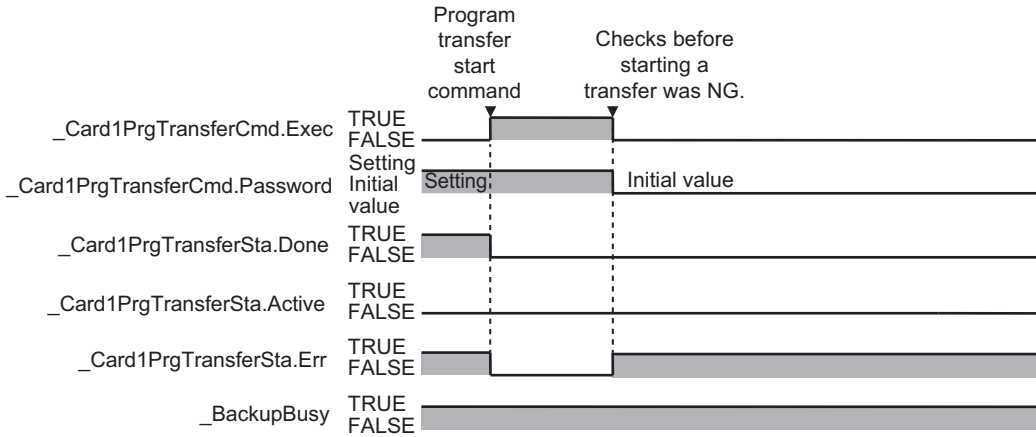 Program
transfer
start
command
Checks before
starting a
transfer was NG.
_Card1PrgTransferCmd.Exec
TRUE
FALSE
_Card1PrgTransferCmd.Password
Setting
Initial
value
Setting
Initial value
_Card1PrgTransferSta.Done
TRUE
FALSE
_Card1PrgTransferSta.Active
TRUE
FALSE
_Card1PrgTransferSta.Err
TRUE
FALSE
_BackupBusy
TRUE
FALSE